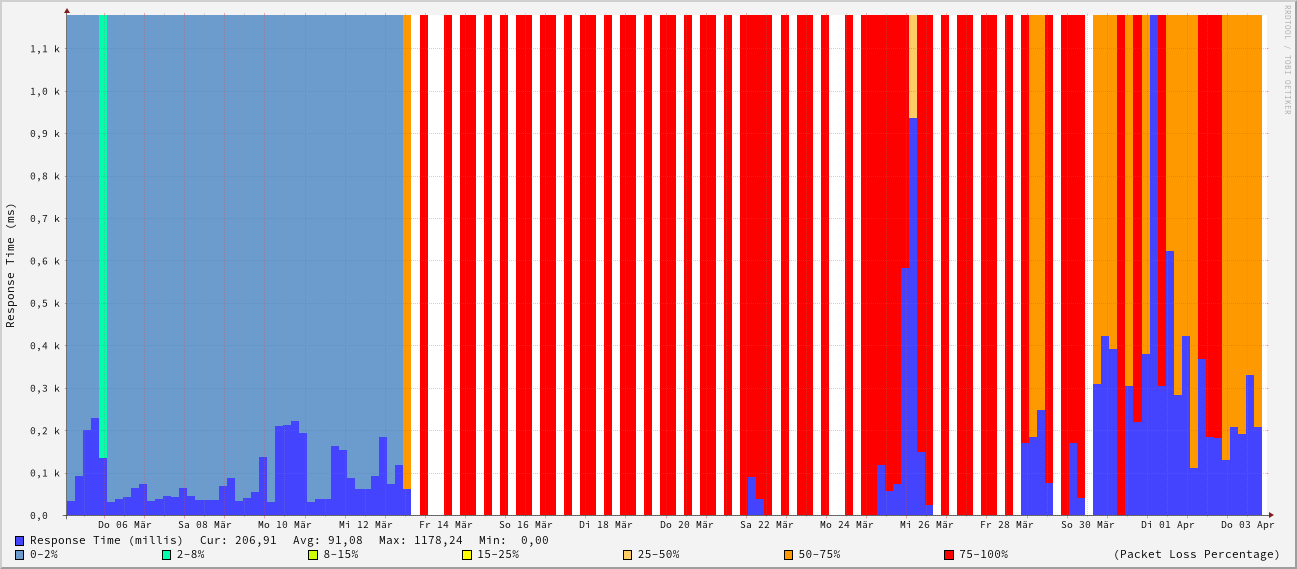 RRDTOOL / TOBI OETIKER
Response Time (ms)
1,1 k
1,0 k
0,9 k
0,8 k
0,7 k
0,6 k
0,5 k
0,4 k
0,3 k
0,2 k
0,1 k
0,0
Do 06 Mär Sa 08 Mär Mo 10 Mär Mi 12 Mär Fr 14 Mär So 16 Mär Di 18 Mär Do 20 Mär Sa 22 Mär Mo 24 Mär Mi 26 Mär Fr 28 Mär So 30 Mär Di 01 Apr Do 03 Apr
Response Time (millis) Cur: 206,91 Avg: 91,08 Max: 1178,24 Min: 0,00
0-2% 2-8% 8-15% 15-25% 25-50% 50-75% 75-100% (Packet Loss Percentage)